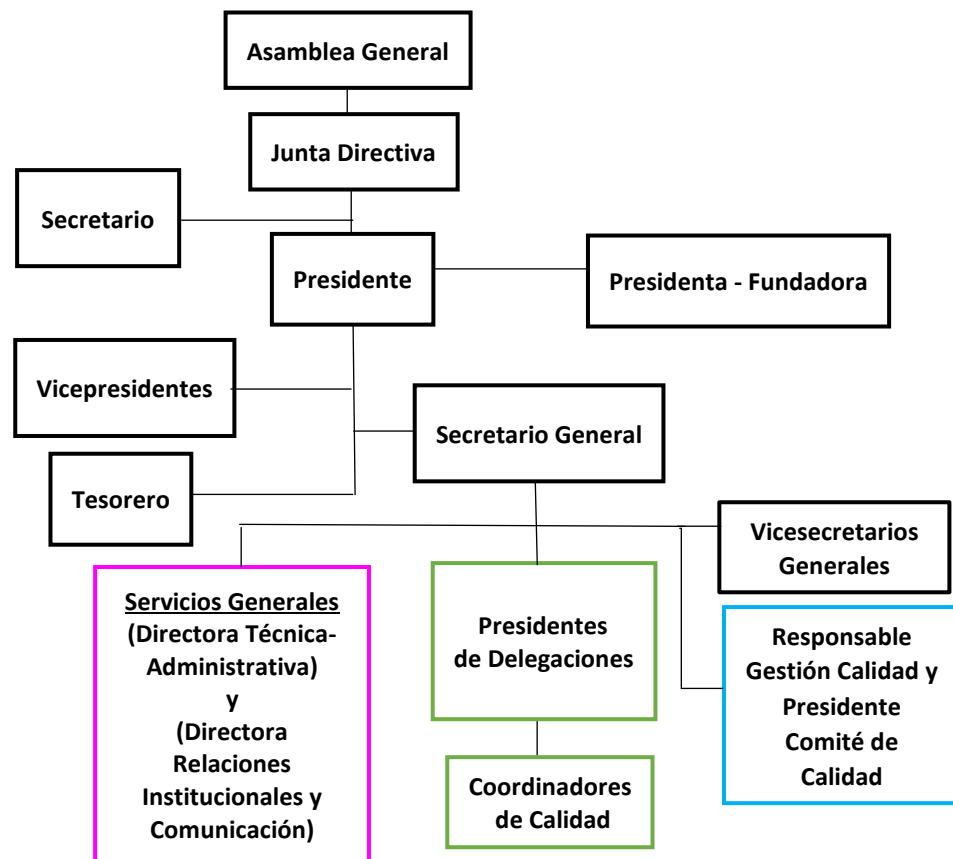 Asamblea General
Junta Directiva
Secretario
Presidente
Presidenta - Fundadora
Vicepresidentes
Secretario General
Tesorero
Vicesecretarios
Generales
Servicios Generales
(Directora Técnica-
Administrativa)
y
(Directora
Relaciones
Institucionales y
Comunicación)
Presidentes
de Delegaciones
Responsable
Gestión Calidad y
Presidente
Comité de
Calidad
Coordinadores
de Calidad